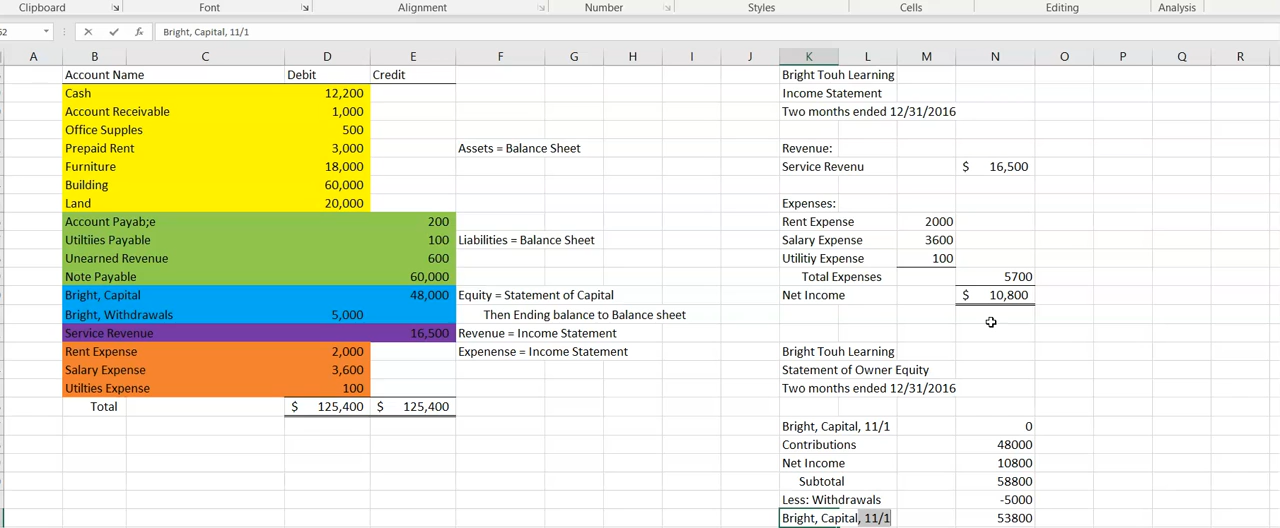 Clipboard Font Alignment Number Styles Cells Editing Analysis
52 fx Bright, Capital, 11/1
A B C D E F G H I J K L M N O P Q R
Account Name Debit Credit Bright Touh Learning
Cash 12,200 Income Statement
Account Receivable 1,000 Two months ended 12/31/2016
Office Supplies 500
Prepaid Rent 3,000 Assets = Balance Sheet Revenue:
Furniture 18,000 Service Revenu $ 16,500
Building 60,000
Land 20,000 Expenses:
Account Payab;e 200 Rent Expense 2000
Utilties Payable 100 Liabilities = Balance Sheet Salary Expense 3600
Unearned Revenue 600 Utilitiy Expense 100
Note Payable 60,000 Total Expenses 5700
Bright, Capital 48,000 Equity = Statement of Capital Net Income $ 10,800
Bright, Withdrawals 5,000 Then Ending balance to Balance sheet
Service Revenue 16,500 Revenue = Income Statement
Rent Expense 2,000 Expenense = Income Statement Bright Touh Learning
Salary Expense 3,600 Statement of Owner Equity
Utilties Expense 100 Two months ended 12/31/2016
Total $ 125,400 $ 125,400
Bright, Capital, 11/1 0
Contributions 48000
Net Income 10800
Subtotal 58800
Less: Withdrawals -5000
Bright, Capital, 11/1 53800